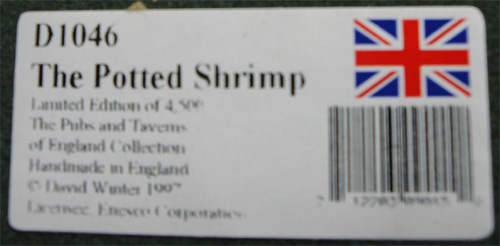 D1046
The Potted Shrimp
Limited Edition of 4,500
The Pubs and Taverns
of England Collection
Handmade in England
© David Winter 1997
Licensee, Enesco Corporation